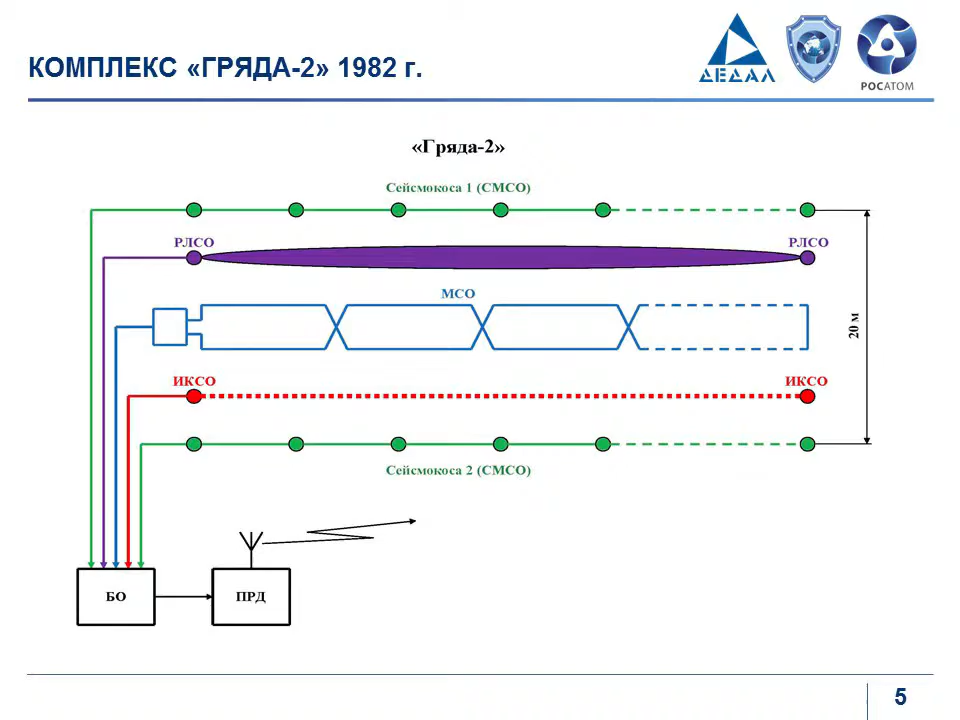 КОМПЛЕКС «ГРЯДА-2» 1982 г.
ДЕДАЛ
РОСАТОМ
«Гряда-2»
Сейсмокоса 1 (СМСО)
РЛСО
РЛСО
МСО
20 м
ИКСО
ИКСО
Сейсмокоса 2 (СМСО)
БО
ПРД
5